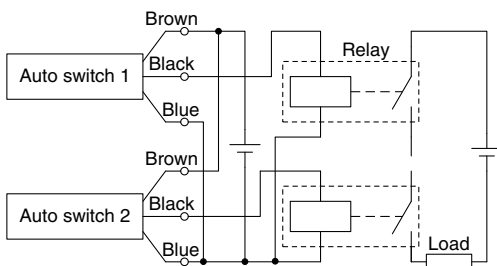 Brown
Auto switch 1
Black
Blue
Relay
Brown
Auto switch 2
Black
Blue
Load